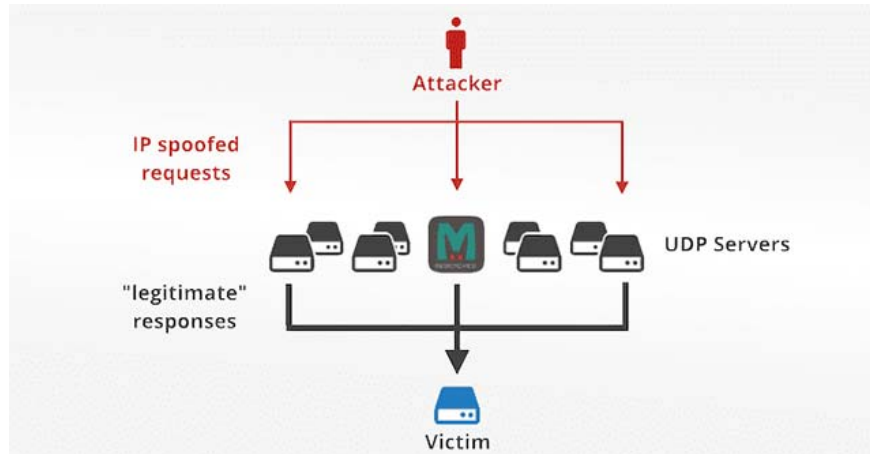 Attacker
IP spoofed
requests
M
UDP Servers
"legitimate"
responses
Victim